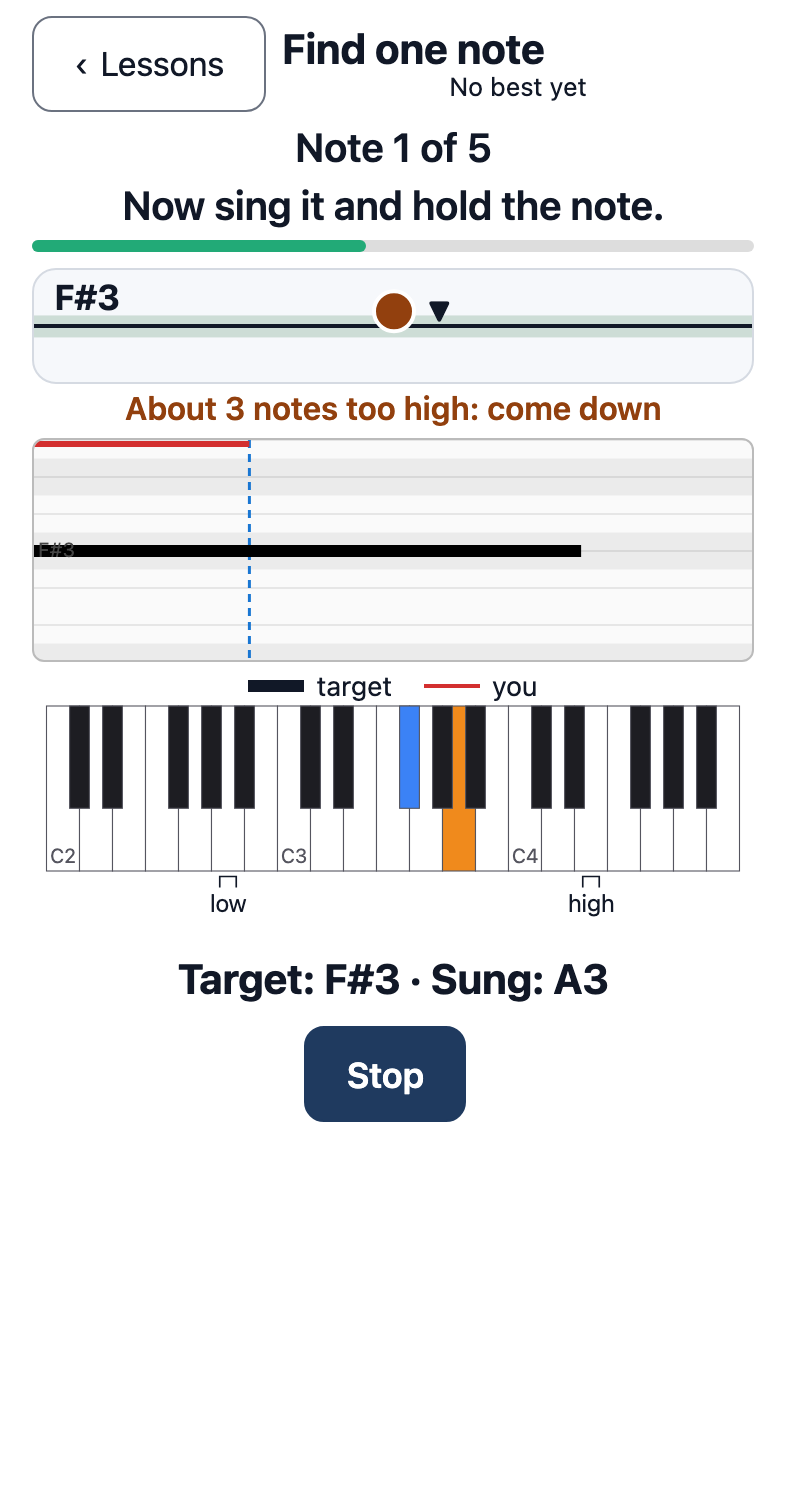 ‹ Lessons
Find one note
No best yet
Note 1 of 5
Now sing it and hold the note.
F#3
About 3 notes too high: come down
F#3
target
you
C2
C3
C4
low
high
Target: F#3 · Sung: A3
Stop